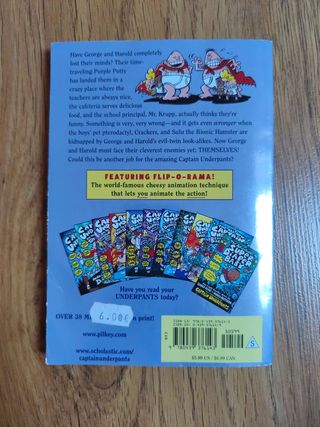 Have George and Harold completely
lost their minds? Their time-
traveling Purple Potty
has landed them in a
crazy place where the
teachers are always nice,
the cafeteria serves delicious
food, and the school principal, Mr. Krupp, actually thinks they're
funny. Something is very, very wrong—and it gets even wronger when
the boys' pet pterodactyl, Crackers, and Sulu the Bionic Hamster are
kidnapped by George and Harold's evil-twin look-alikes. Now George
and Harold must face their cleverest enemies yet: THEMSELVES!
Could this be another job for the amazing Captain Underpants?
FEATURING FLIP-O-RAMA!
The world-famous cheesy animation technique
that lets you animate the action!
Have you read your
UNDERPANTS today?
6.00€
OVER 38 M
print!
www.pilkey.com
www.scholastic.com/
captainunderpants
50599
$5.99 US / $6.99 CAN
S